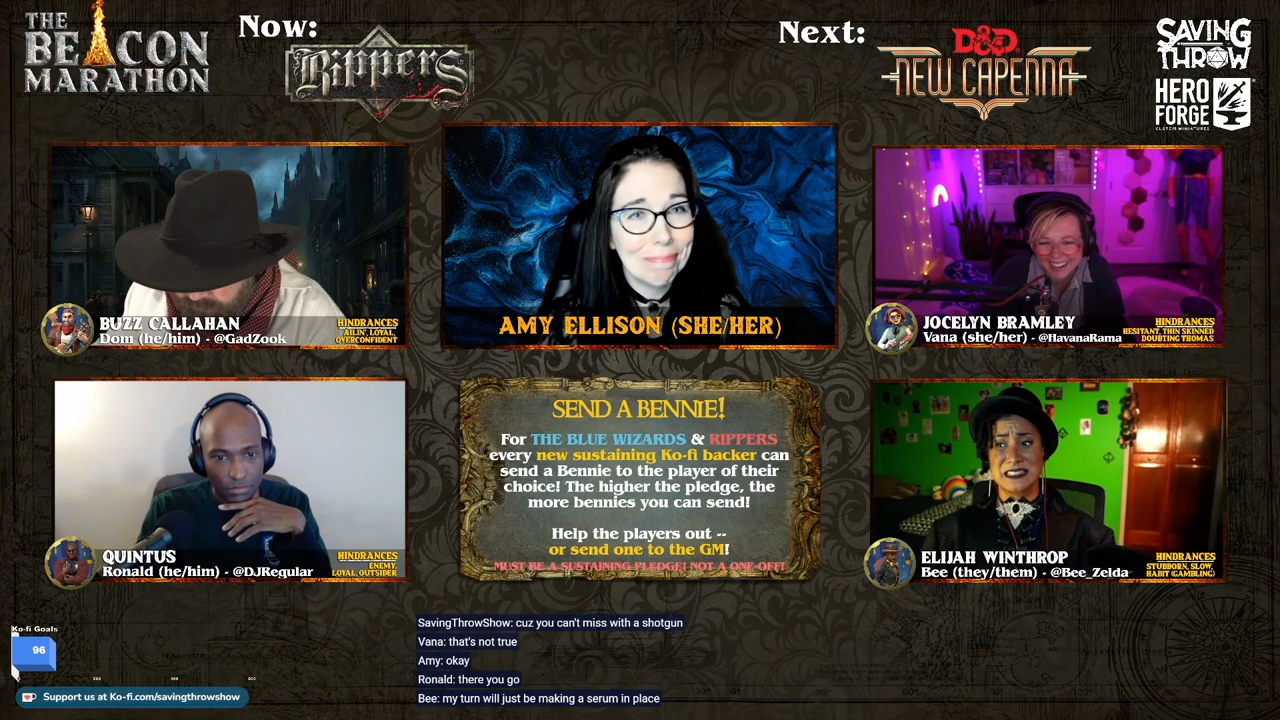 THE
BEACON
MARATHON
Now:
Rippers
Next:
D&D
NEW CAPENNA
SAVING
THROW
HERO
FORGE
CUSTOM MINIATURES
BUZZ CALLAHAN
Dom (he/him) - @GadZook
HINDRANCES
AILIN', LOYAL,
OVERCONFIDENT
AMY ELLISON (SHE/HER)
JOCELYN BRAMLEY
Vana (she/her) - @HavanaRama
HINDRANCES
HESITANT, THIN SKINNED
DOUBTING THOMAS
QUINTUS
Ronald (he/him) - @DJRegular
HINDRANCES
ENEMY,
LOYAL, OUTSIDER
SEND A BENNIE!
For THE BLUE WIZARDS & RIPPERS
every new sustaining Ko-fi backer can
send a Bennie to the player of their
choice! The higher the pledge, the
more bennies you can send!
Help the players out --
or send one to the GM!
MUST BE A SUSTAINING PLEDGE! NOT A ONE-OFF!
ELIJAH WINTHROP
Bee (they/them) - @Bee_Zelda
HINDRANCES
STUBBORN, SLOW,
HABIT (GAMBLING)
Ko-fi Goals
96
Support us at Ko-fi.com/savingthrowshow
SavingThrowShow: cuz you can't miss with a shotgun
Vana: that's not true
Amy: okay
Ronald: there you go
Bee: my turn will just be making a serum in place